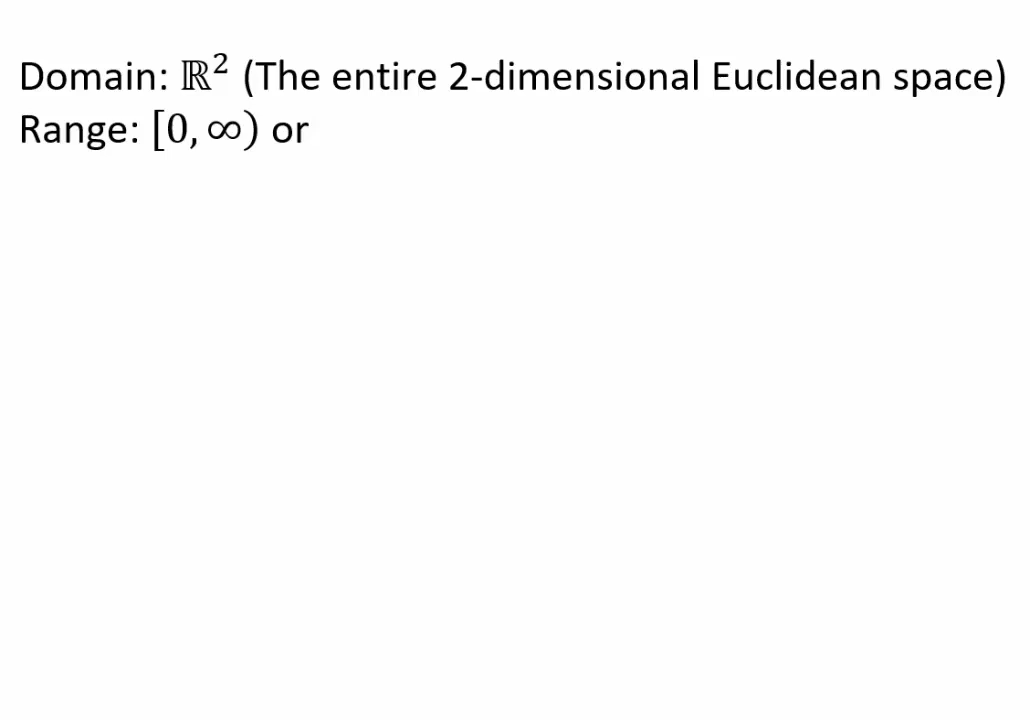 Domain: ℝ² (The entire 2-dimensional Euclidean space)
Range: [0, ∞) or